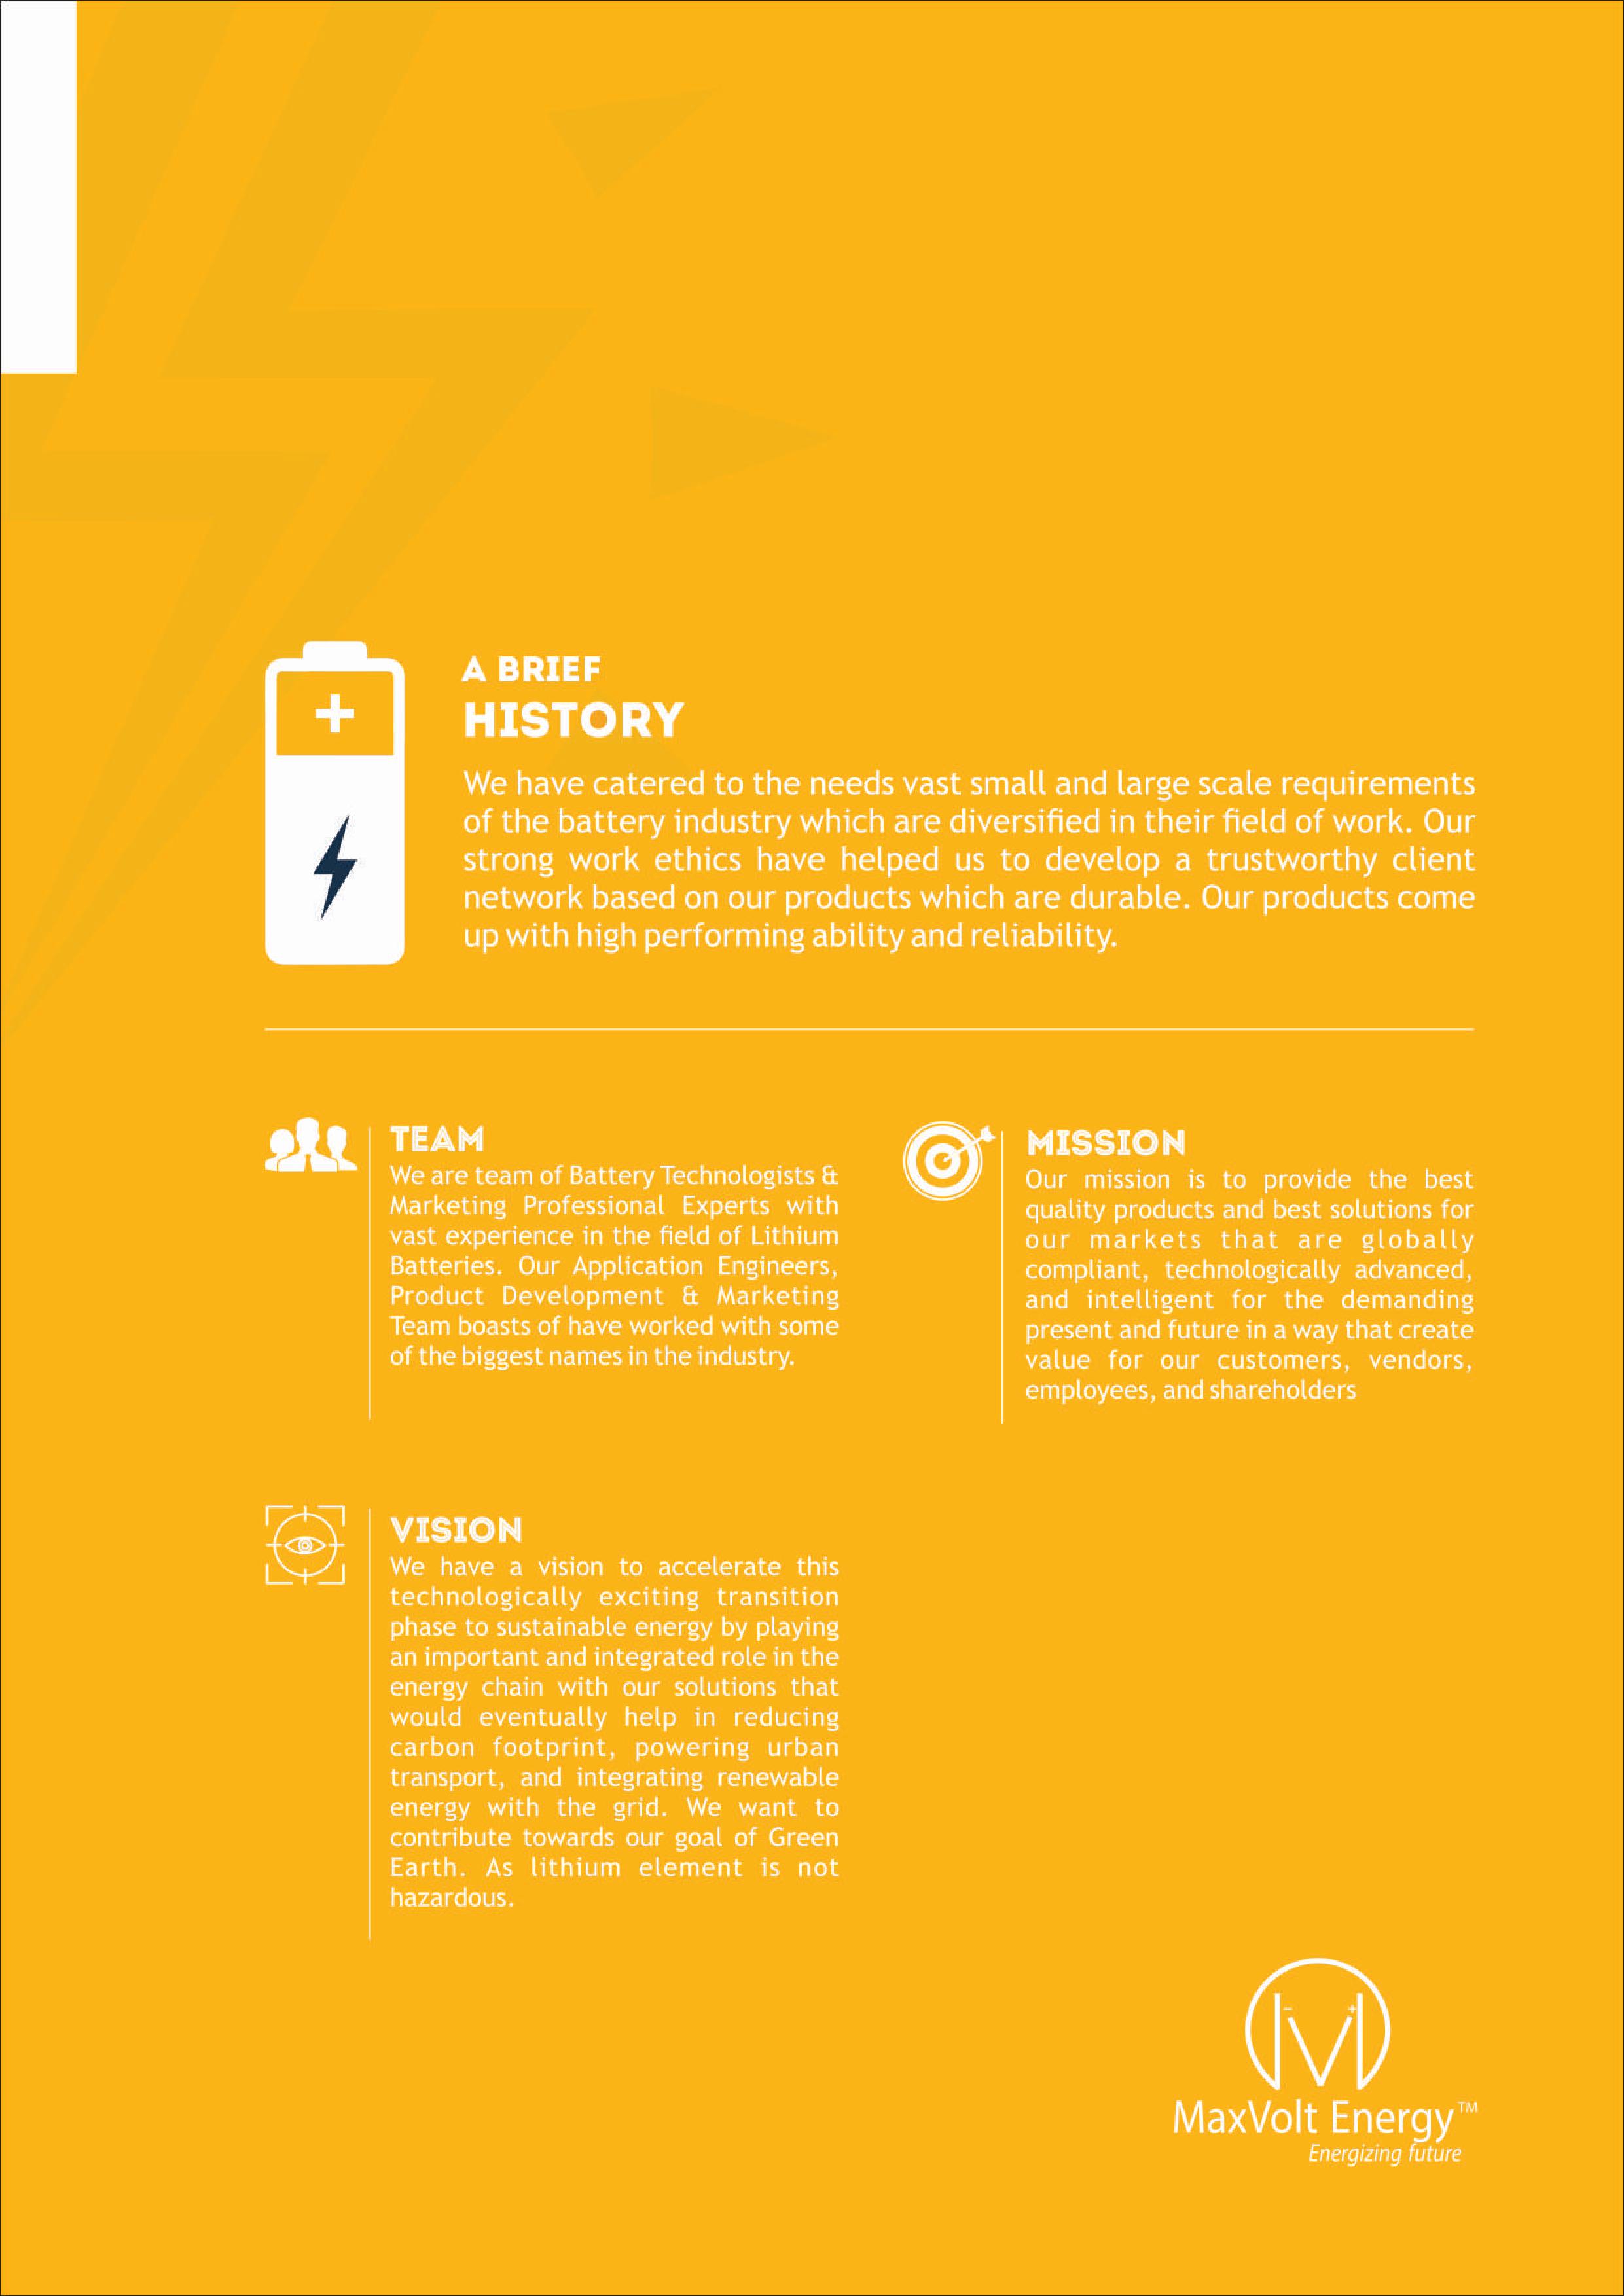 A BRIEF
HISTORY
We have catered to the needs vast small and large scale requirements
of the battery industry which are diversified in their field of work. Our
strong work ethics have helped us to develop a trustworthy client
network based on our products which are durable. Our products come
up with high performing ability and reliability.
TEAM
We are team of Battery Technologists &
Marketing Professional Experts with
vast experience in the field of Lithium
Batteries. Our Application Engineers,
Product Development & Marketing
Team boasts of have worked with some
of the biggest names in the industry.
MISSION
Our mission is to provide the best
quality products and best solutions for
our markets that are globally
compliant, technologically advanced,
and intelligent for the demanding
present and future in a way that create
value for our customers, vendors,
employees, and shareholders
VISION
We have a vision to accelerate this
technologically exciting transition
phase to sustainable energy by playing
an important and integrated role in the
energy chain with our solutions that
would eventually help in reducing
carbon footprint, powering urban
transport, and integrating renewable
energy with the grid. We want to
contribute towards our goal of Green
Earth. As lithium element is not
hazardous.
MaxVolt Energy™
Energizing future